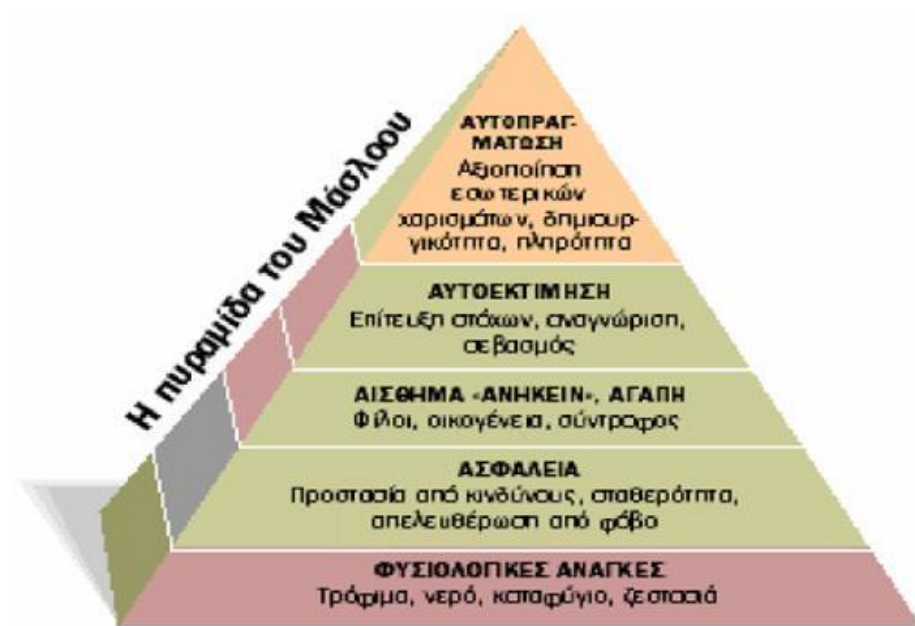 Η πυραμίδα του Μάσλοου
ΑΥΤΟΠΡΑΓ-
ΜΑΤΩΣΗ
Αξιοποίηση
εσωτερικών
χαρισμάτων, δημιουρ-
γικότητα, πληρότητα
ΑΥΤΟΕΚΤΙΜΗΣΗ
Επίτευξη στόχων, αναγνώριση,
σεβασμός
ΑΙΣΘΗΜΑ «ΑΝΗΚΕΙΝ», ΑΓΑΠΗ
Φίλοι, οικογένεια, σύντροφος
ΑΣΦΑΛΕΙΑ
Προστασία από κινδύνους, σταθερότητα,
απελευθέρωση από φόβο
ΦΥΣΙΟΛΟΓΙΚΕΣ ΑΝΑΓΚΕΣ
Τρόφιμα, νερό, καταφύγιο, ζεστασιά